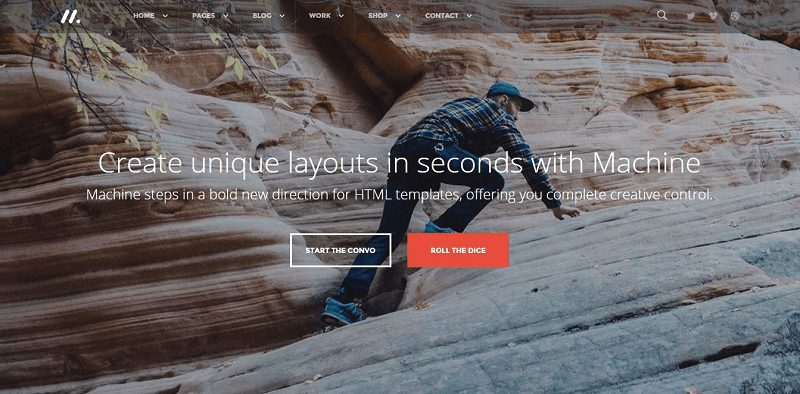 HOME PAGES BLOG WORK SHOP CONTACT
Create unique layouts in seconds with Machine
Machine steps in a bold new direction for HTML templates, offering you complete creative control.
START THE CONVO ROLL THE DICE